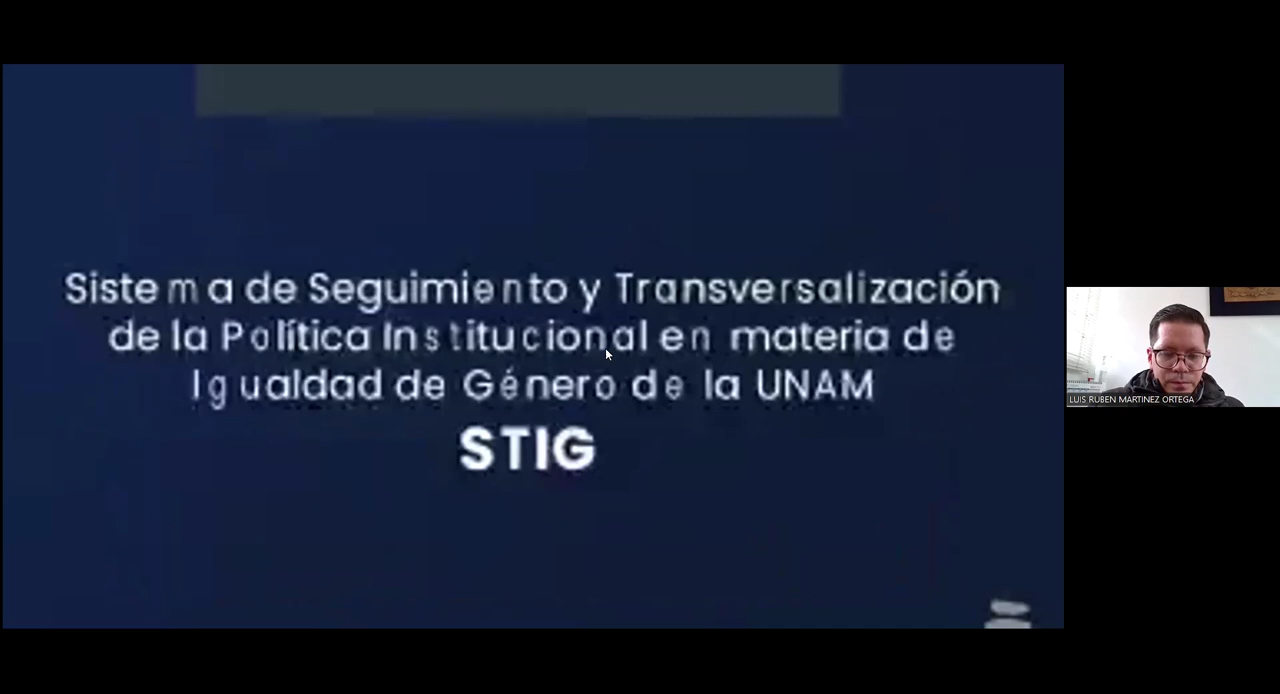 Sistema de Seguimiento y Transversalización
de la Política Institucional en materia de
Igualdad de Género de la UNAM
STIG
LUIS RUBEN MARTINEZ ORTEGA